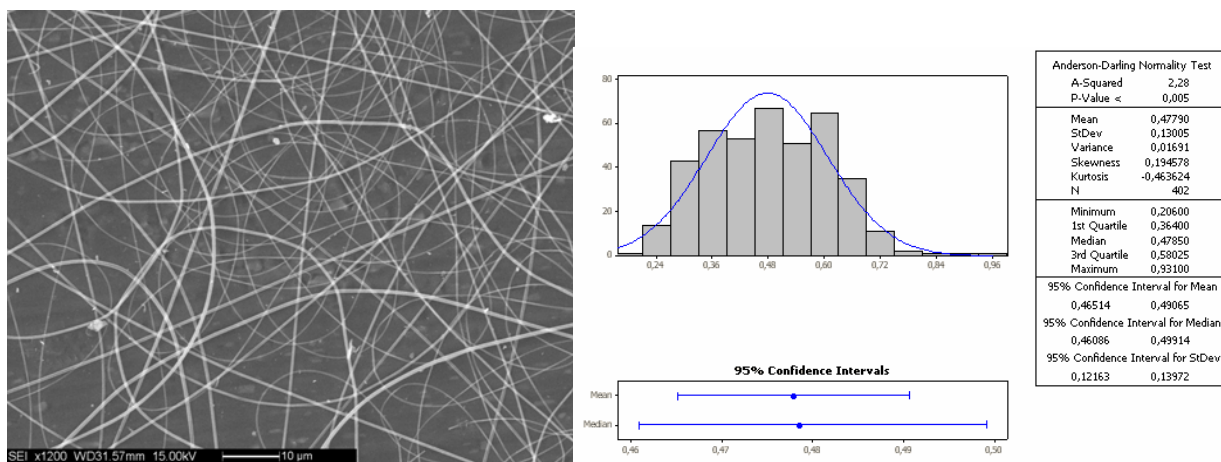 SEI x1200 WD31.57mm 15.00kV 10 µm
80
60
40
20
0
0,24 0,36 0,48 0,60 0,72 0,84 0,96
95% Confidence Intervals
Mean
Median
0,46 0,47 0,48 0,49 0,50
Anderson-Darling Normality Test
A-Squared 2,28
P-Value < 0,005
Mean 0,47790
StDev 0,13005
Variance 0,01691
Skewness 0,194578
Kurtosis -0,463624
N 402
Minimum 0,20600
1st Quartile 0,36400
Median 0,47850
3rd Quartile 0,58025
Maximum 0,93100
95% Confidence Interval for Mean
0,46514 0,49065
95% Confidence Interval for Median
0,46086 0,49914
95% Confidence Interval for StDev
0,12163 0,13972